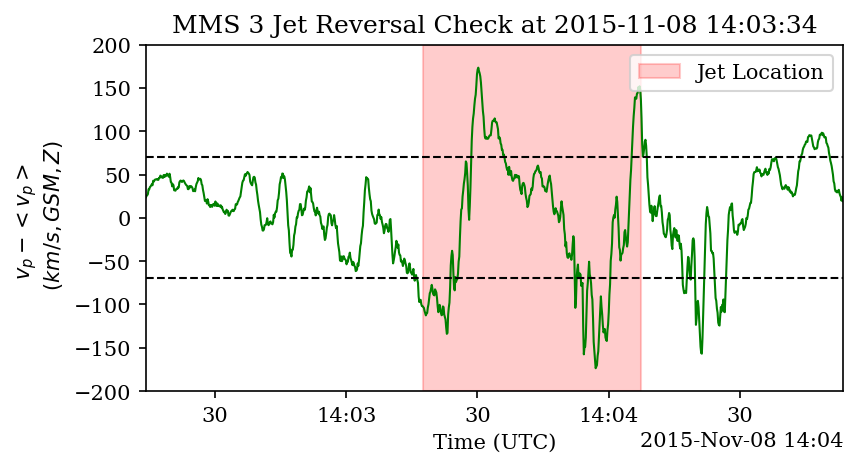 MMS 3 Jet Reversal Check at 2015-11-08 14:03:34
v_p − < v_p >
(km/s, GSM, Z)
200
150
100
50
0
−50
−100
−150
−200
Jet Location
30 14:03 30 14:04 30
Time (UTC)
2015-Nov-08 14:04